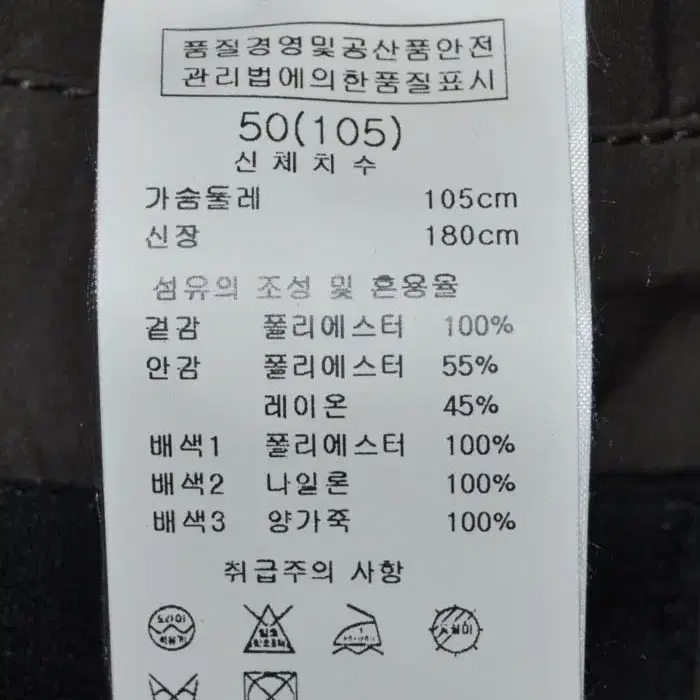 품질경영및공산품안전
관리법에의한품질표시
50(105)
신체치수
가슴둘레 105cm
신장 180cm
섬유의 조성 및 혼용율
겉감 폴리에스터 100%
안감 폴리에스터 55%
레이온 45%
배색1 폴리에스터 100%
배색2 나일론 100%
배색3 양가죽 100%
취급주의 사항
드라이